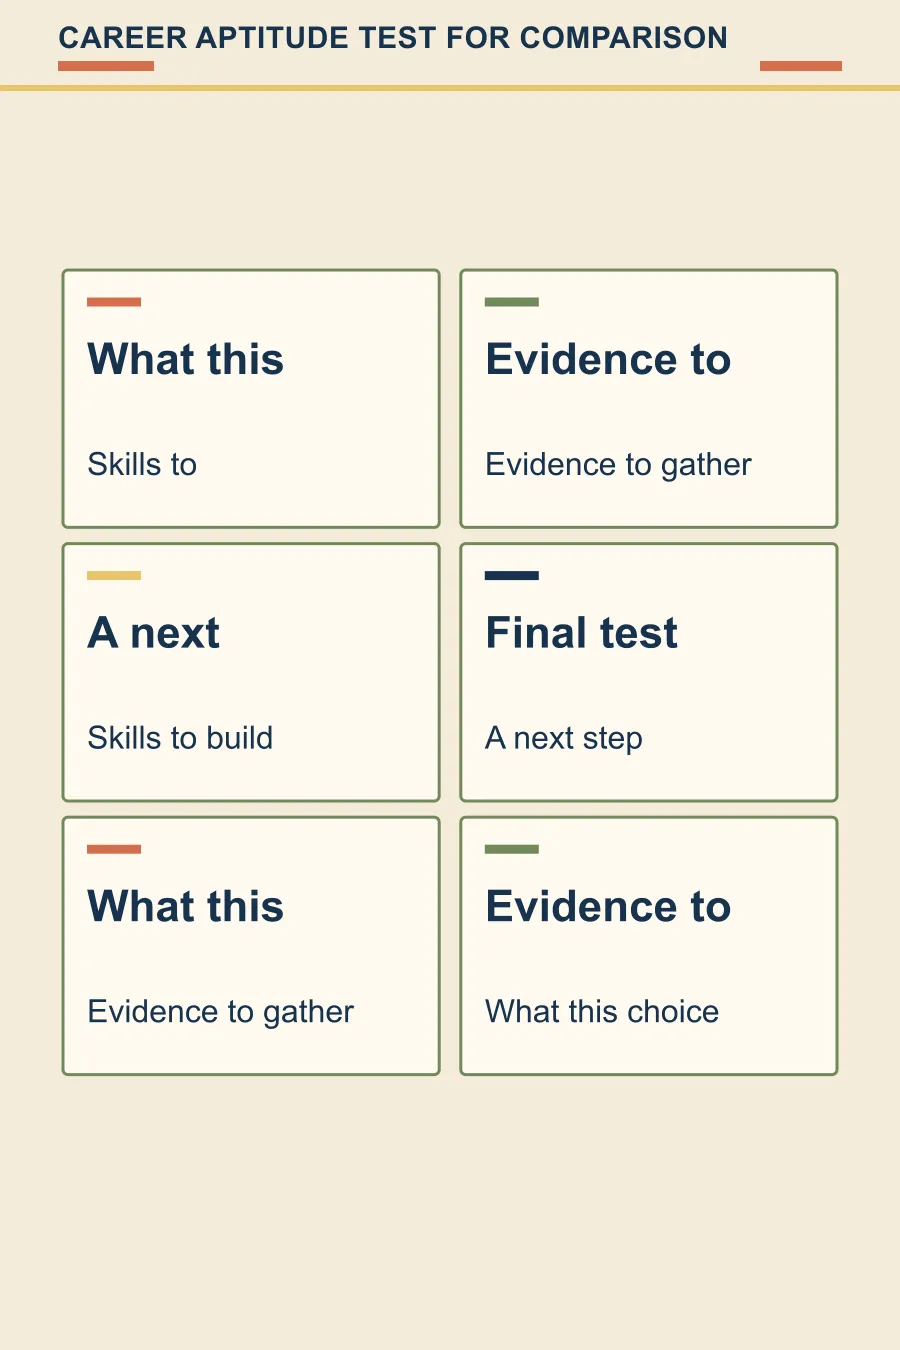 CAREER APTITUDE TEST FOR COMPARISON
What this
Skills to
Evidence to
Evidence to gather
A next
Skills to build
Final test
A next step
What this
Evidence to gather
Evidence to
What this choice